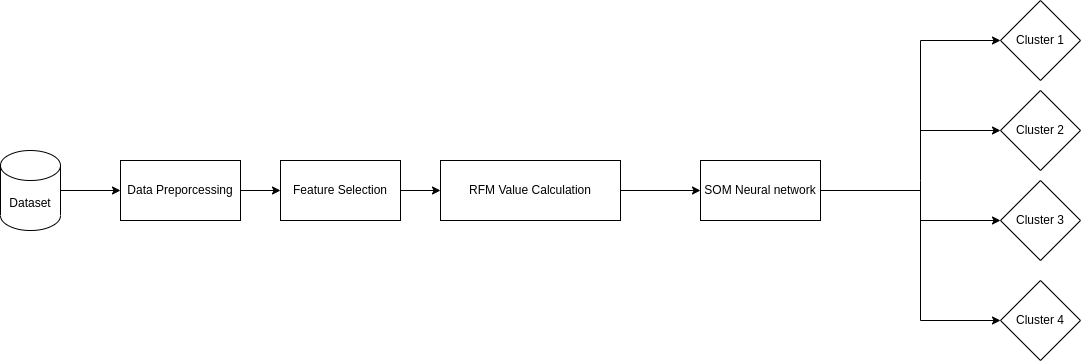 Dataset
Data Preporcessing
Feature Selection
RFM Value Calculation
SOM Neural network
Cluster 1
Cluster 2
Cluster 3
Cluster 4